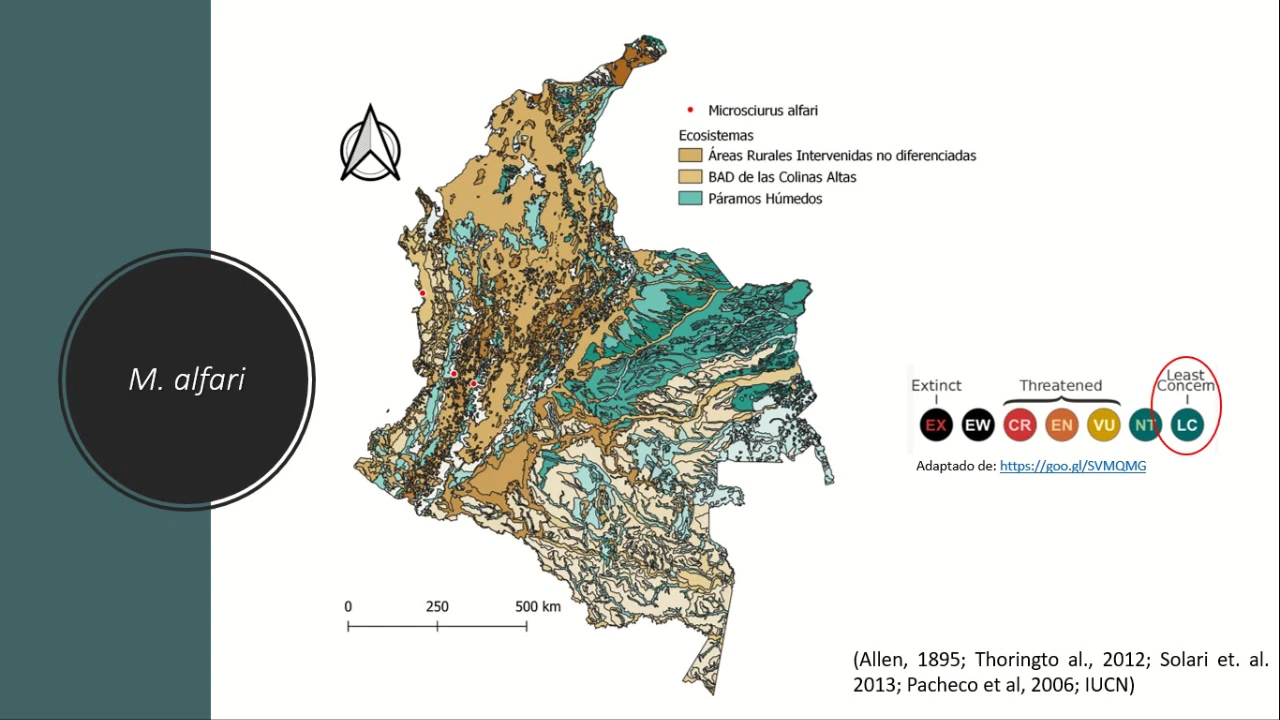 M. alfari
Microsciurus alfari
Ecosistemas
Áreas Rurales Intervenidas no diferenciadas
BAD de las Colinas Altas
Páramos Húmedos
0 250 500 km
Extinct Threatened Least
Concern
EX EW CR EN VU NT LC
Adaptado de: https://goo.gl/SVMQMG
(Allen, 1895; Thoringto al., 2012; Solari et. al.
2013; Pacheco et al, 2006; IUCN)